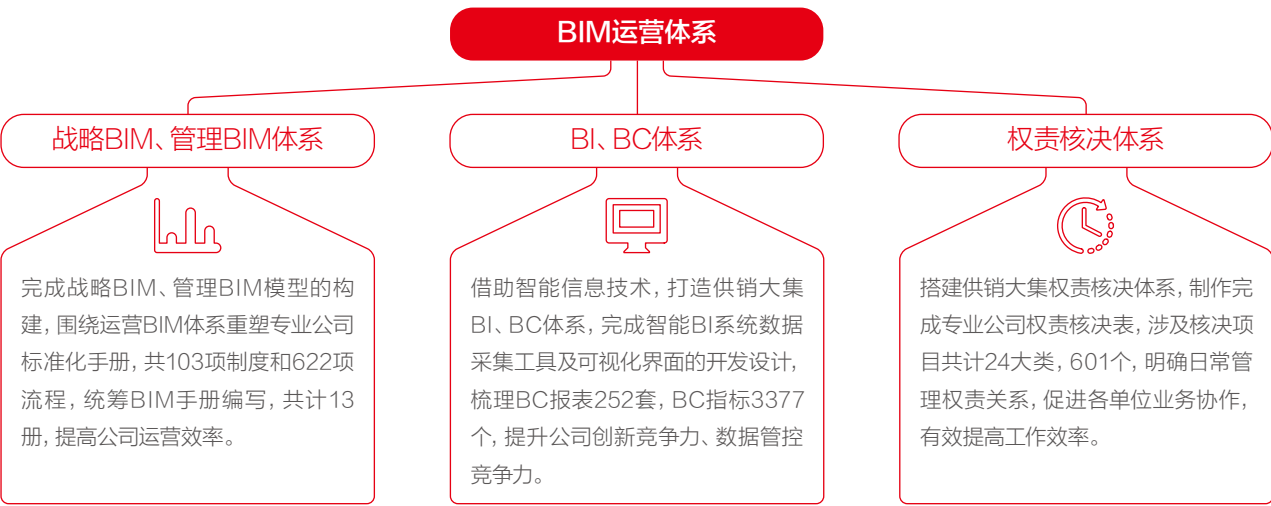 BIM运营体系
战略BIM、管理BIM体系
完成战略BIM、管理BIM模型的构
建，围绕运营BIM体系重塑专业公司
标准化手册，共103项制度和622项
流程，统筹BIM手册编写，共计13
册，提高公司运营效率。
BI、BC体系
借助智能信息技术，打造供销大集
BI、BC体系，完成智能BI系统数据
采集工具及可视化界面的开发设计，
梳理BC报表252套，BC指标3377
个，提升公司创新竞争力、数据管控
竞争力。
权责核决体系
搭建供销大集权责核决体系，制作完
成专业公司权责核决表，涉及核决项
目共计24大类，601个，明确日常管
理权责关系，促进各单位业务协作，
有效提高工作效率。